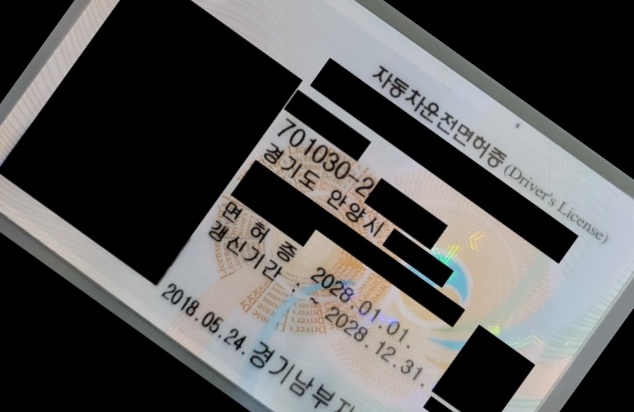 자동차운전면허증 (Driver's License)
701030-2
경기도 안양시
면 허 증
갱신기간 : 2028.01.01.
~ 2028.12.31.
2018.05.24. 경기남부지